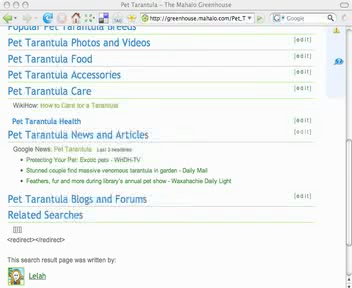 Pet Tarantula – The Mahalo Greenhouse
http://greenhouse.mahalo.com/Pet_T
Google
Popular Pet Tarantula Breeds
Pet Tarantula Photos and Videos [edit]
Pet Tarantula Food [edit]
Pet Tarantula Accessories [edit]
Pet Tarantula Care [edit]
WikiHow: How to Care for a Tarantula
Pet Tarantula Health [edit]
Pet Tarantula News and Articles [edit]
Google News: Pet Tarantula Last 3 headlines
Protecting Your Pet: Exotic pets - WHDH-TV
Stunned couple find massive venomous tarantula in garden - Daily Mail
Feathers, fur and more during library's annual pet show - Waxahachie Daily Light
Pet Tarantula Blogs and Forums [edit]
Related Searches [edit]
[[]]
<redirect></redirect>
This search result page was written by:
Lelah